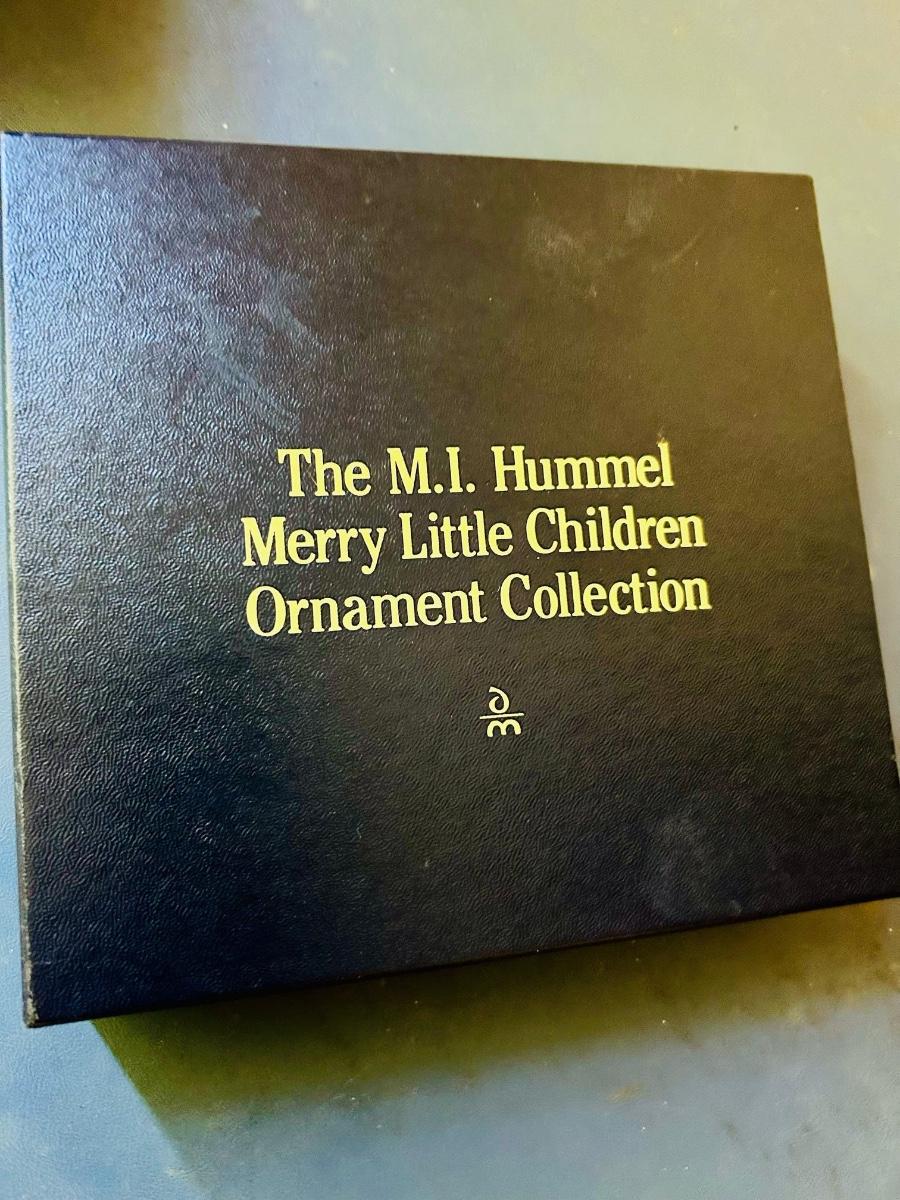 The M.I. Hummel
Merry Little Children
Ornament Collection